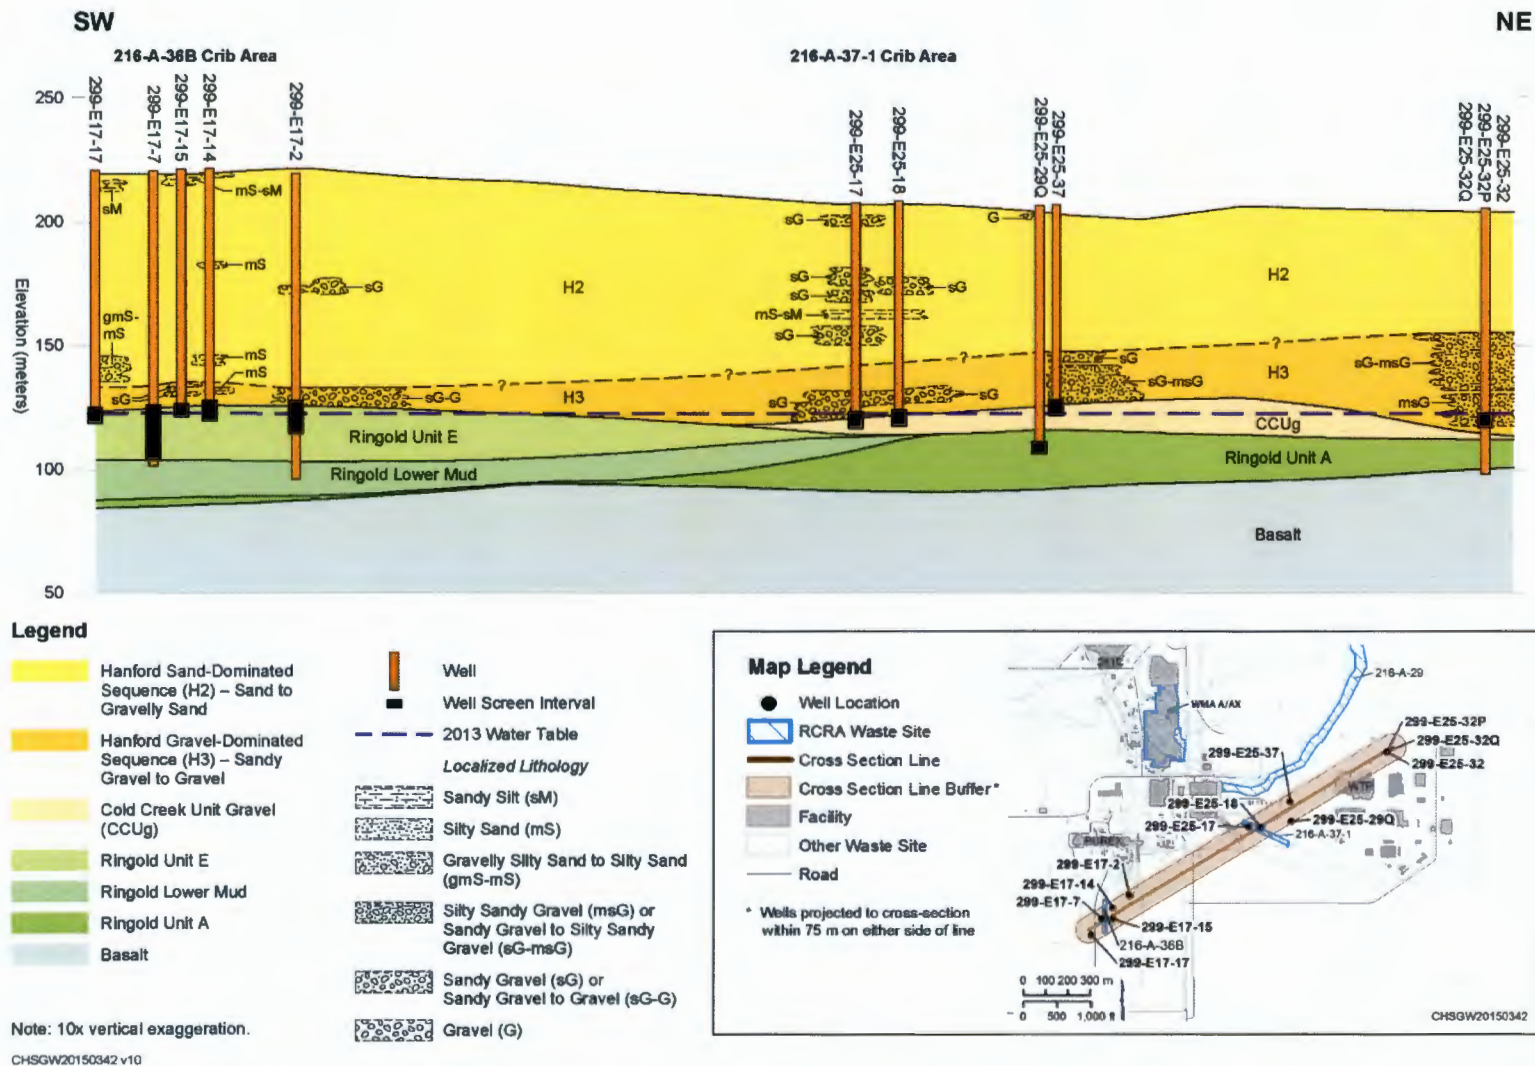 SW
NE
216-A-36B Crib Area
216-A-37-1 Crib Area
299-E17-17
299-E17-7
299-E17-15
299-E17-14
299-E17-2
299-E25-17
299-E25-18
299-E25-29Q
299-E25-37
299-E25-32Q
299-E25-32P
299-E25-32
Elevation (meters)
250
200
150
100
50
sM
mS-sM
mS
gmS-
mS
mS
mS
sG
sG
sG-G
H2
H3
?
?
?
?
?
sG
sG
sG
mS-sM
sG
sG
sG
sG
G
sG
sG-msG
H2
H3
sG-msG
msG
CCUg
Ringold Unit E
Ringold Lower Mud
Ringold Unit A
Basalt
Legend
Hanford Sand-Dominated
Sequence (H2) – Sand to
Gravelly Sand
Hanford Gravel-Dominated
Sequence (H3) – Sandy
Gravel to Gravel
Cold Creek Unit Gravel
(CCUg)
Ringold Unit E
Ringold Lower Mud
Ringold Unit A
Basalt
Note: 10x vertical exaggeration.
CHSGW20150342 v10
Well
Well Screen Interval
2013 Water Table
Localized Lithology
Sandy Silt (sM)
Silty Sand (mS)
Gravelly Silty Sand to Silty Sand
(gmS-mS)
Silty Sandy Gravel (msG) or
Sandy Gravel to Silty Sandy
Gravel (sG-msG)
Sandy Gravel (sG) or
Sandy Gravel to Gravel (sG-G)
Gravel (G)
Map Legend
Well Location
RCRA Waste Site
Cross Section Line
Cross Section Line Buffer*
Facility
Other Waste Site
Road
* Wells projected to cross-section
within 75 m on either side of line
216-A-29
WMA A/AX
299-E25-32P
299-E25-32Q
299-E25-32
299-E25-37
WTP
299-E25-18
299-E25-29Q
299-E25-17
216-A-37-1
PUREX
299-E17-2
299-E17-14
299-E17-7
299-E17-15
216-A-36B
299-E17-17
0 100 200 300 m
0 500 1,000 ft
CHSGW20150342